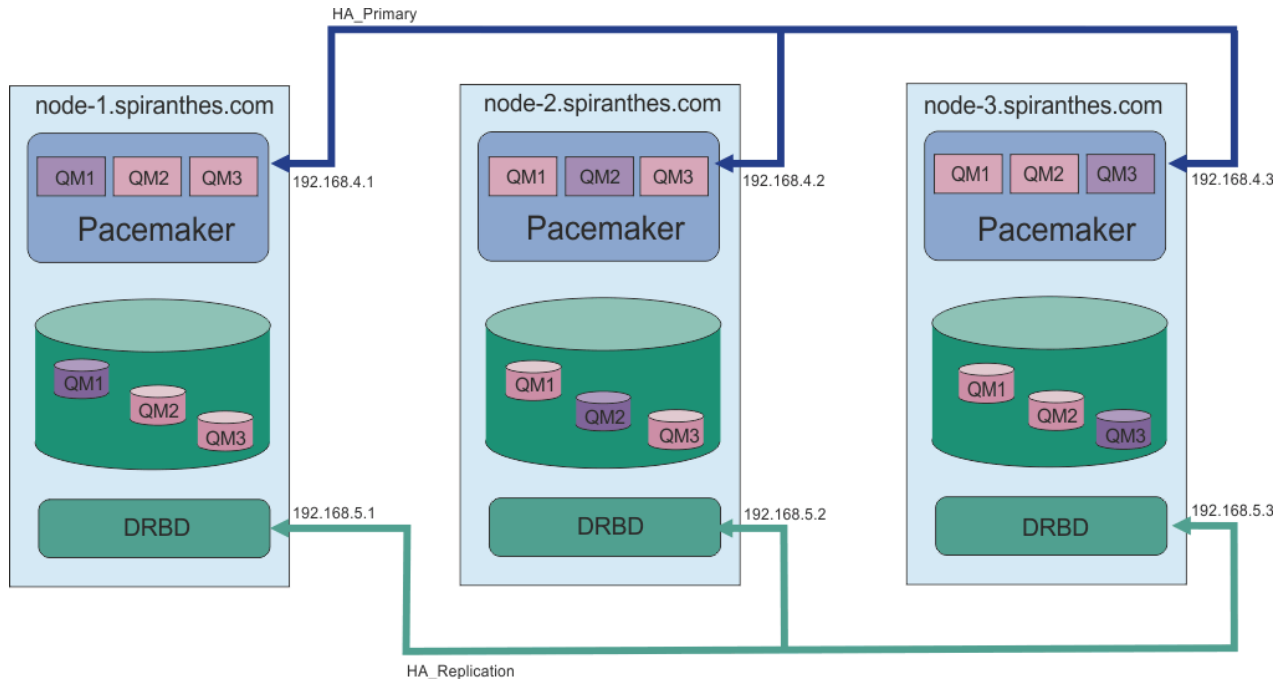 HA_Primary
node-1.spiranthes.com
QM1 QM2 QM3
192.168.4.1
Pacemaker
QM1
QM2
QM3
192.168.5.1
DRBD
node-2.spiranthes.com
QM1 QM2 QM3
192.168.4.2
Pacemaker
QM1
QM2
QM3
192.168.5.2
DRBD
node-3.spiranthes.com
QM1 QM2 QM3
192.168.4.3
Pacemaker
QM1
QM2
QM3
192.168.5.3
DRBD
HA_Replication